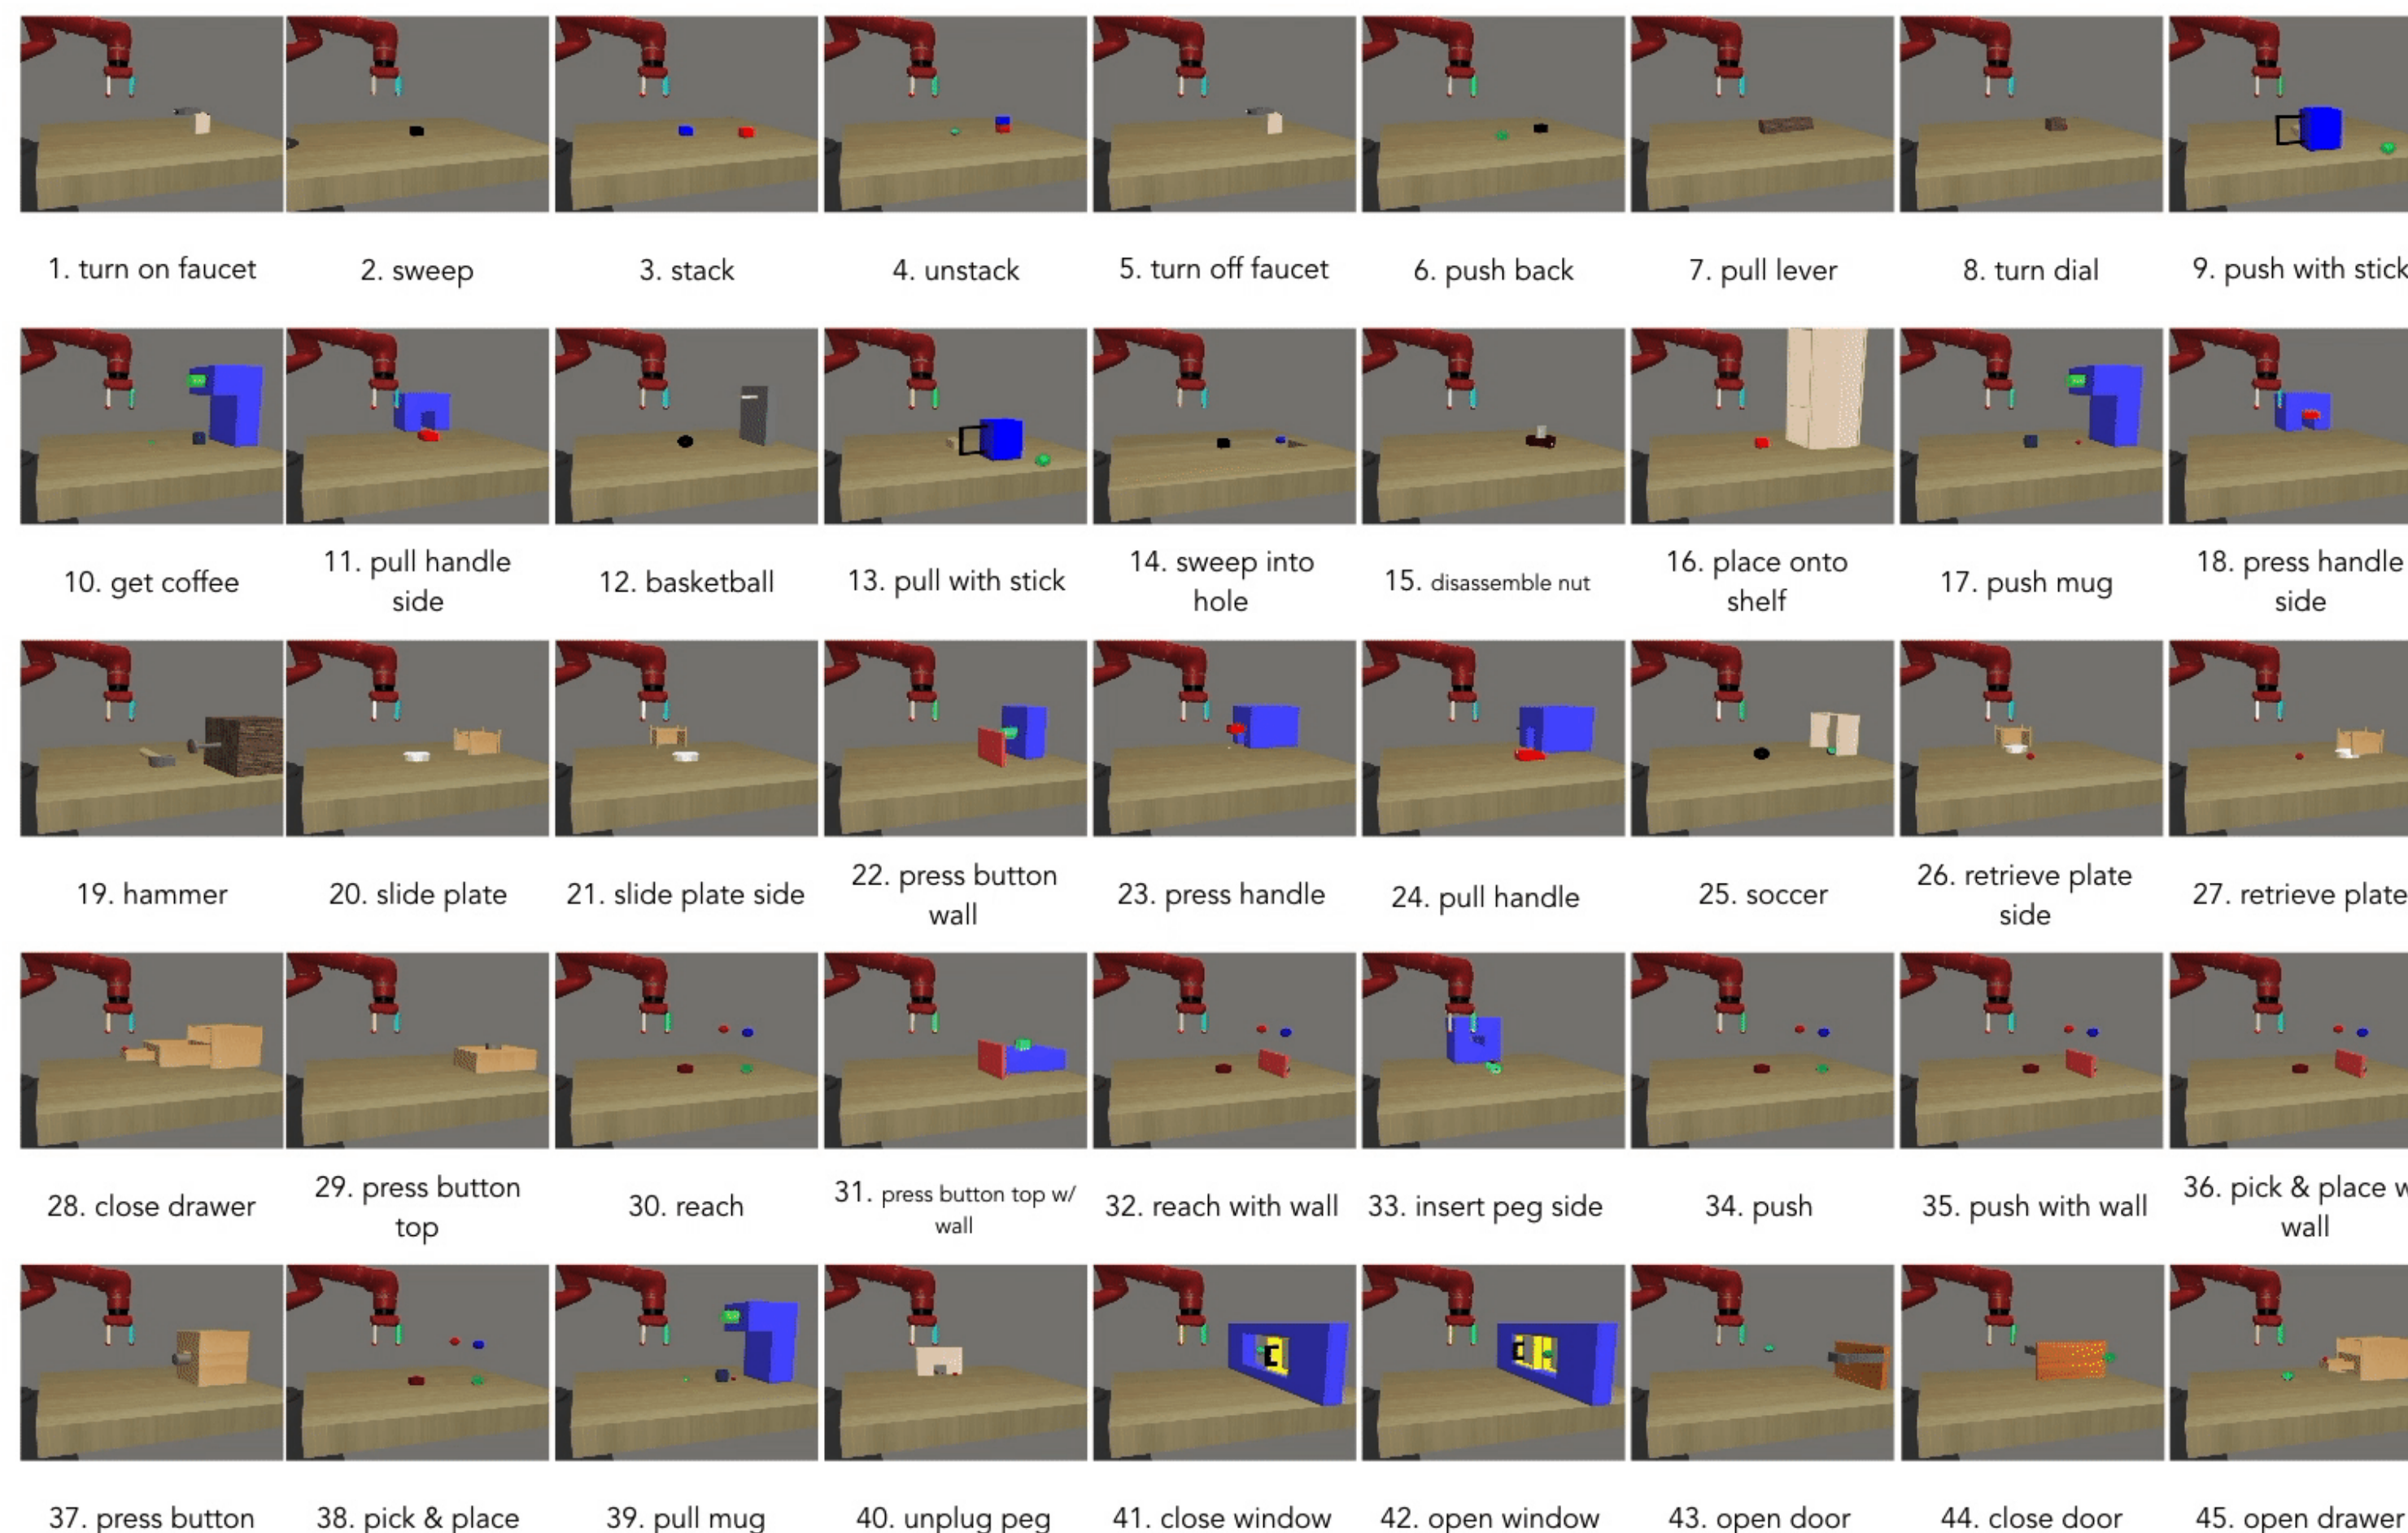 1. turn on faucet
2. sweep
3. stack
4. unstack
5. turn off faucet
6. push back
7. pull lever
8. turn dial
9. push with stick
10. get coffee
11. pull handle
side
12. basketball
13. pull with stick
14. sweep into
hole
15. disassemble nut
16. place onto
shelf
17. push mug
18. press handle
side
19. hammer
20. slide plate
21. slide plate side
22. press button
wall
23. press handle
24. pull handle
25. soccer
26. retrieve plate
side
27. retrieve plate
28. close drawer
29. press button
top
30. reach
31. press button top w/
wall
32. reach with wall
33. insert peg side
34. push
35. push with wall
36. pick & place
wall
37. press button
38. pick & place
39. pull mug
40. unplug peg
41. close window
42. open window
43. open door
44. close door
45. open drawer